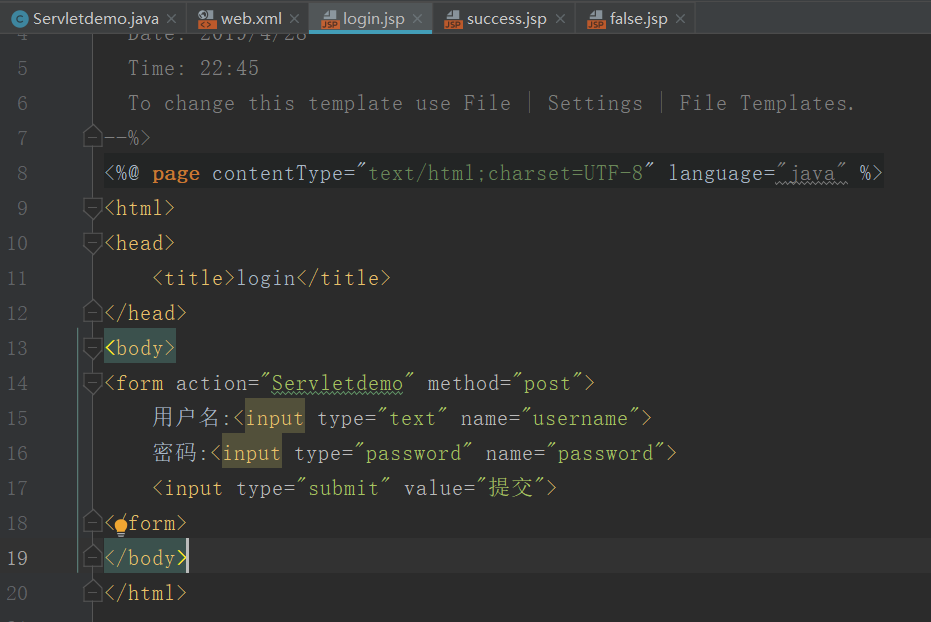 Servletdemo.java web.xml login.jsp success.jsp false.jsp
4 Date: 2019/4/28
5 Time: 22:45
6 To change this template use File | Settings | File Templates.
7 --%>
8 <%@ page contentType="text/html;charset=UTF-8" language="java" %>
9 <html>
10 <head>
11 <title>login</title>
12 </head>
13 <body>
14 <form action="Servletdemo" method="post">
15 用户名:<input type="text" name="username">
16 密码:<input type="password" name="password">
17 <input type="submit" value="提交">
18 </form>
19 </body>
20 </html>